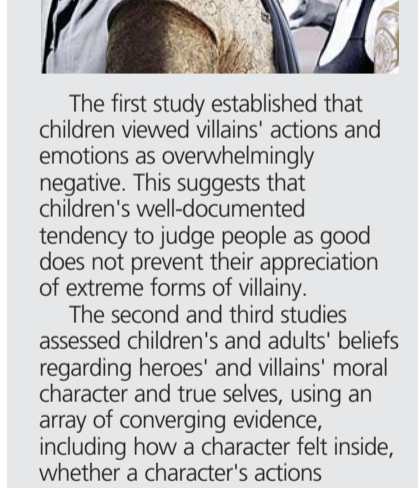 The first study established that
children viewed villains' actions and
emotions as overwhelmingly
negative. This suggests that
children's well-documented
tendency to judge people as good
does not prevent their appreciation
of extreme forms of villainy.
The second and third studies
assessed children's and adults' beliefs
regarding heroes' and villains' moral
character and true selves, using an
array of converging evidence,
including how a character felt inside,
whether a character's actions